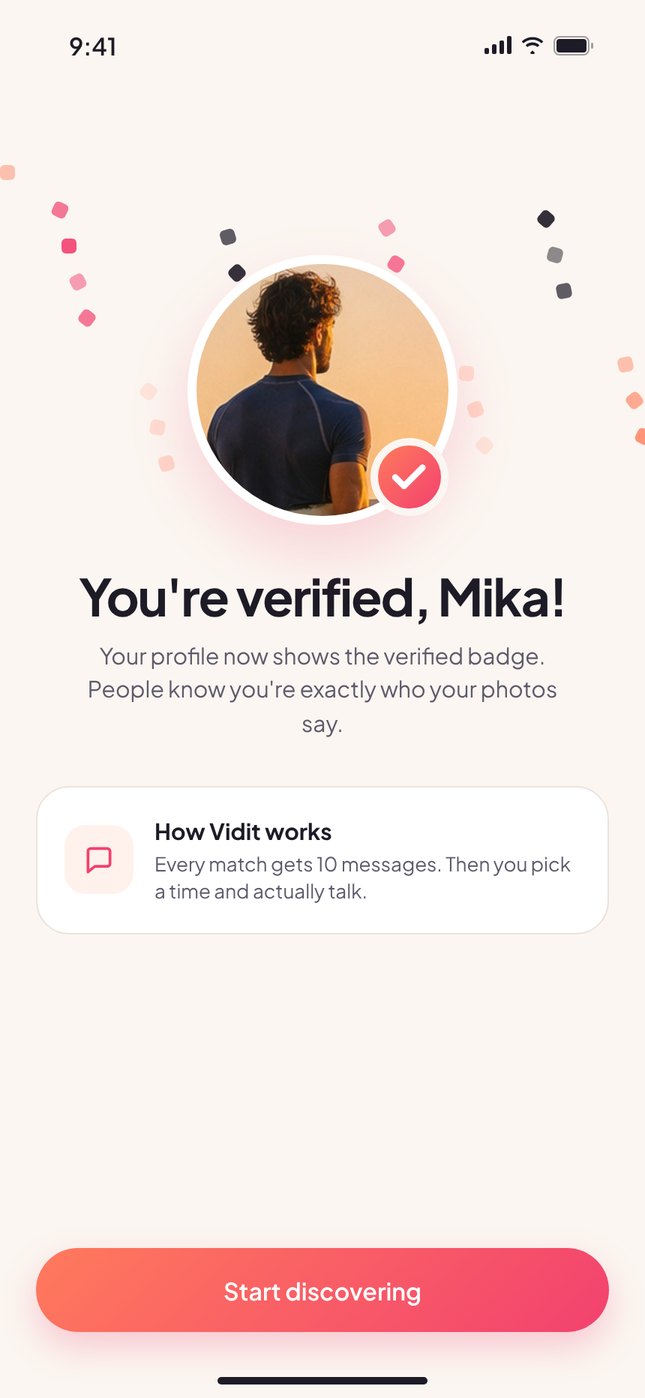 9:41
You're verified, Mika!
Your profile now shows the verified badge.
People know you're exactly who your photos
say.
How Vidit works
Every match gets 10 messages. Then you pick
a time and actually talk.
Start discovering